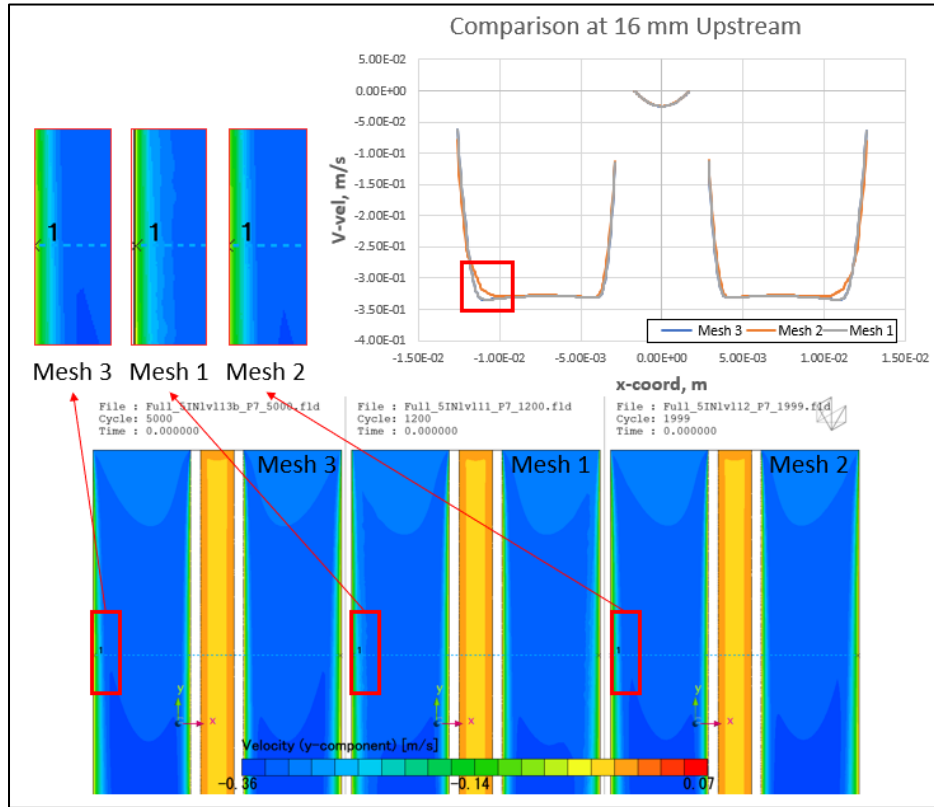 Comparison at 16 mm Upstream
5.00E-02
0.00E+00
-5.00E-02
-1.00E-01
-1.50E-01
-2.00E-01
-2.50E-01
-3.00E-01
-3.50E-01
-4.00E-01
V-vel, m/s
Mesh 3 Mesh 2 Mesh 1
-1.50E-02 -1.00E-02 -5.00E-03 0.00E+00 5.00E-03 1.00E-02 1.50E-02
x-coord, m
1 1 1
Mesh 3 Mesh 1 Mesh 2
File : Full_5INlvl13b_P7_5000.fld
Cycle: 5000
Time : 0.000000
Mesh 3
1
y
x
File : Full_5INlvl11_P7_1200.fld
Cycle: 1200
Time : 0.000000
Mesh 1
1
y
x
File : Full_5INlvl12_P7_1999.fld
Cycle: 1999
Time : 0.000000
Mesh 2
1
y
x
Velocity (y-component) [m/s]
-0.36 -0.14 0.07